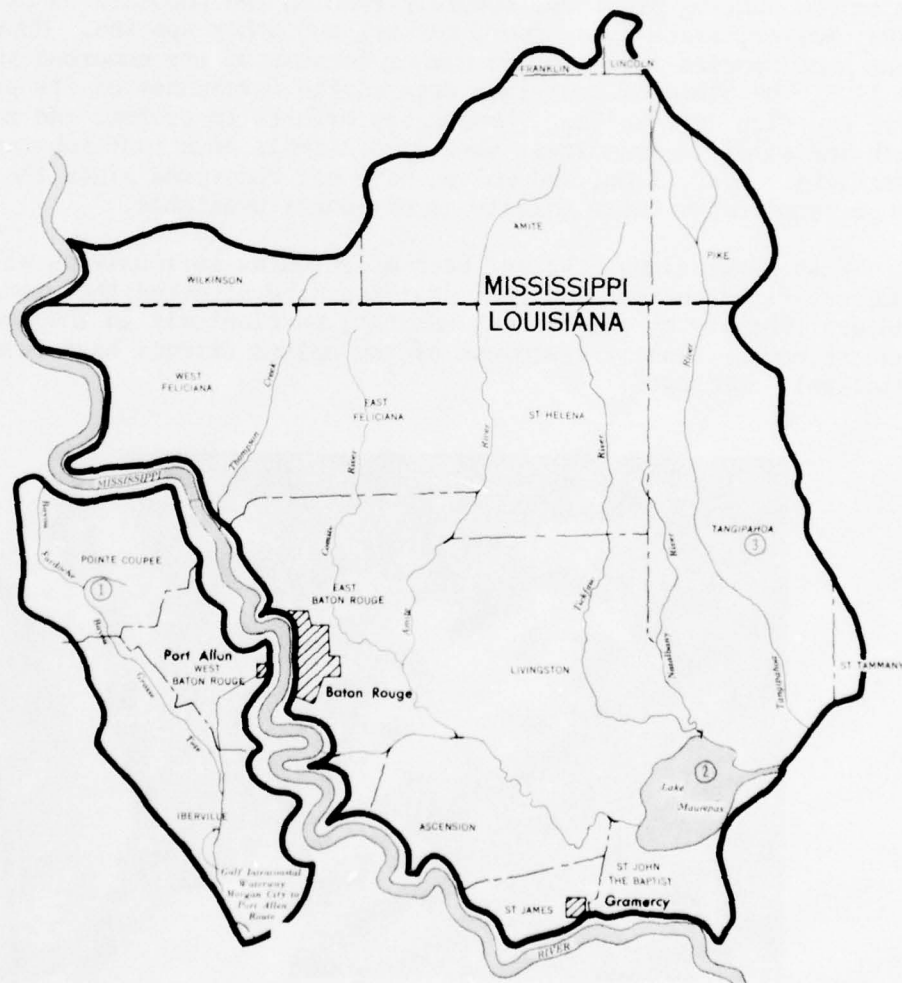 FRANKLIN
LINCOLN
AMITE
PIKE
WILKINSON
MISSISSIPPI
LOUISIANA
WEST
FELICIANA
Thompson Creek
EAST
FELICIANA
ST HELENA
River
River
River
River
MISSISSIPPI
POINTE COUPEE
1
Comite
River
TANGIPAHOA
3
EAST
BATON ROUGE
Amite
Tickfaw
Port Allen
WEST
BATON ROUGE
Baton Rouge
LIVINGSTON
Natalbany
Tangipahoa
ST TAMMANY
Bayou
Grosse
Tete
2
Lake
Maurepas
IBERVILLE
ASCENSION
Gulf Intracoastal
Waterway
Morgan City to
Port Allen
Route
ST JOHN
THE BAPTIST
ST JAMES
Gramercy
RIVER